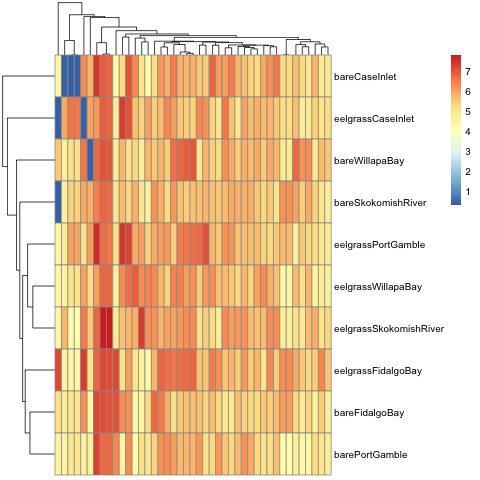 bareCaseInlet
eelgrassCaseInlet
bareWillapaBay
bareSkokomishRiver
eelgrassPortGamble
eelgrassWillapaBay
eelgrassSkokomishRiver
eelgrassFidalgoBay
bareFidalgoBay
barePortGamble
7
6
5
4
3
2
1